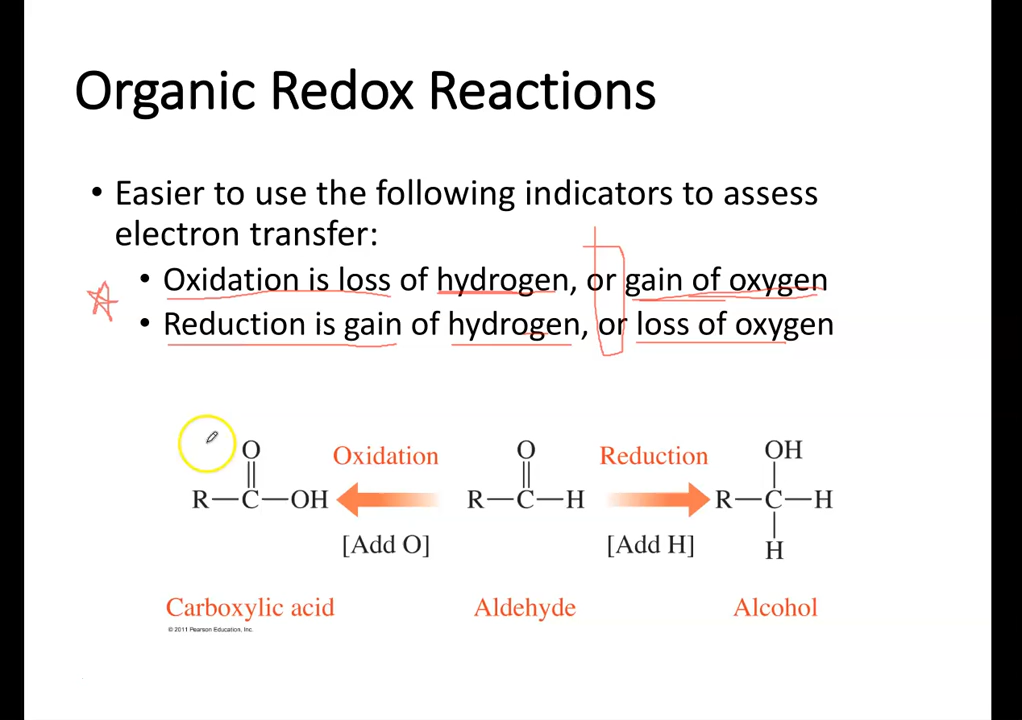 Organic Redox Reactions
• Easier to use the following indicators to assess
electron transfer:
• Oxidation is loss of hydrogen, or gain of oxygen
• Reduction is gain of hydrogen, or loss of oxygen
O Oxidation O Reduction OH
R—C—OH R—C—H R—C—H
[Add O] [Add H] H
Carboxylic acid Aldehyde Alcohol
© 2011 Pearson Education, Inc.